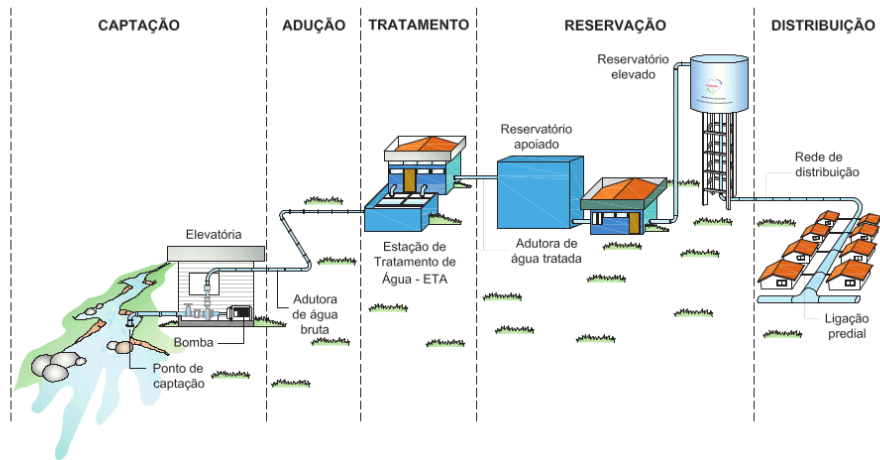 CAPTAÇÃO
ADUÇÃO
TRATAMENTO
RESERVAÇÃO
DISTRIBUIÇÃO
Reservatório
elevado
Reservatório
apoiado
Rede de
distribuição
Elevatória
Estação de
Tratamento de
Água - ETA
Adutora de
água tratada
Adutora
de água
bruta
Bomba
Ponto de
captação
Ligação
predial